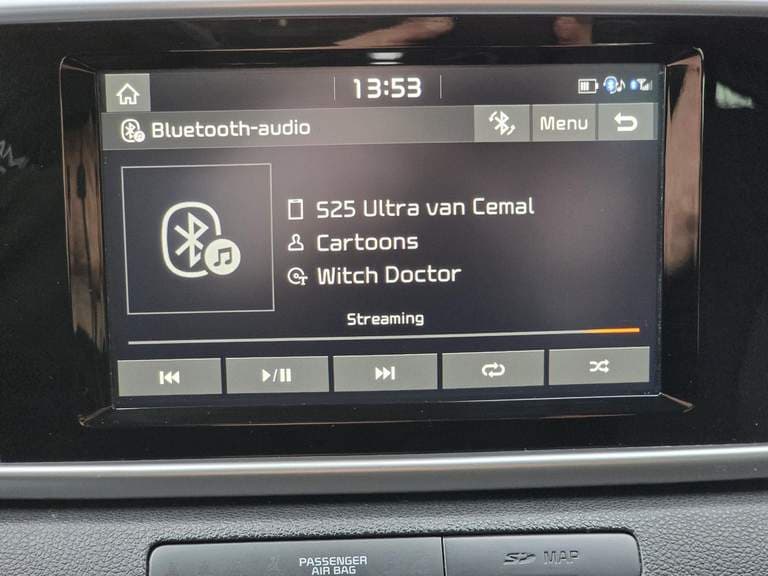 13:53
Bluetooth-audio
Menu
S25 Ultra van Cemal
Cartoons
Witch Doctor
Streaming
PASSENGER
AIR BAG
SD MAP